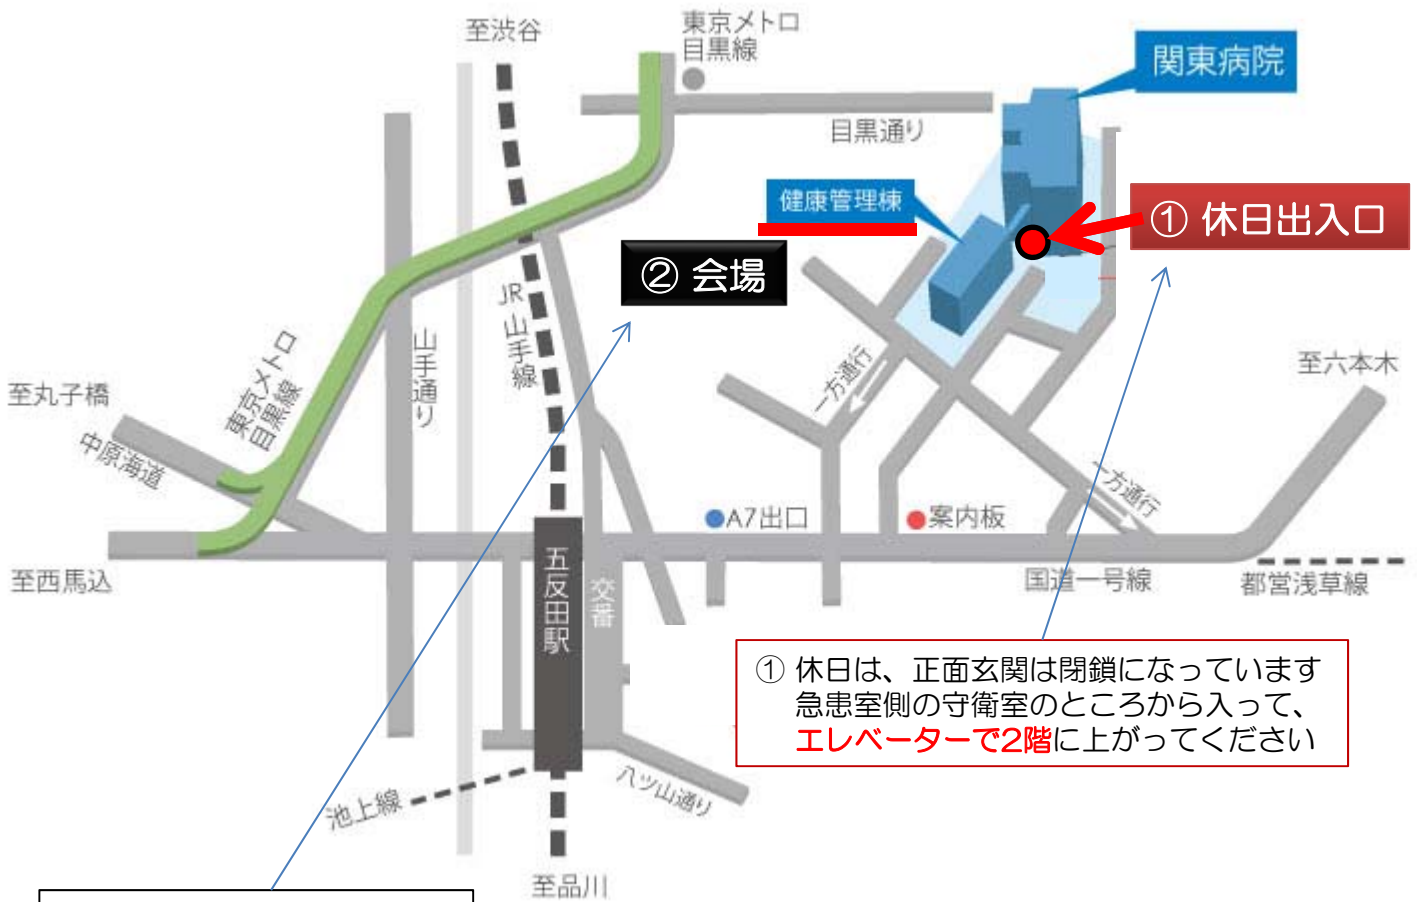 至渋谷
東京メトロ
目黒線
関東病院
目黒通り
健康管理棟
① 休日出入口
② 会場
JR
山手線
山手通り
東京メトロ
目黒線
至丸子橋
中原海道
一方通行
至六本木
一方通行
A7出口
案内板
至西馬込
五反田駅
交番
国道一号線
都営浅草線
① 休日は、正面玄関は閉鎖になっています
急患室側の守衛室のところから入って、
エレベーターで2階に上がってください
池上線
八ツ山通り
至品川